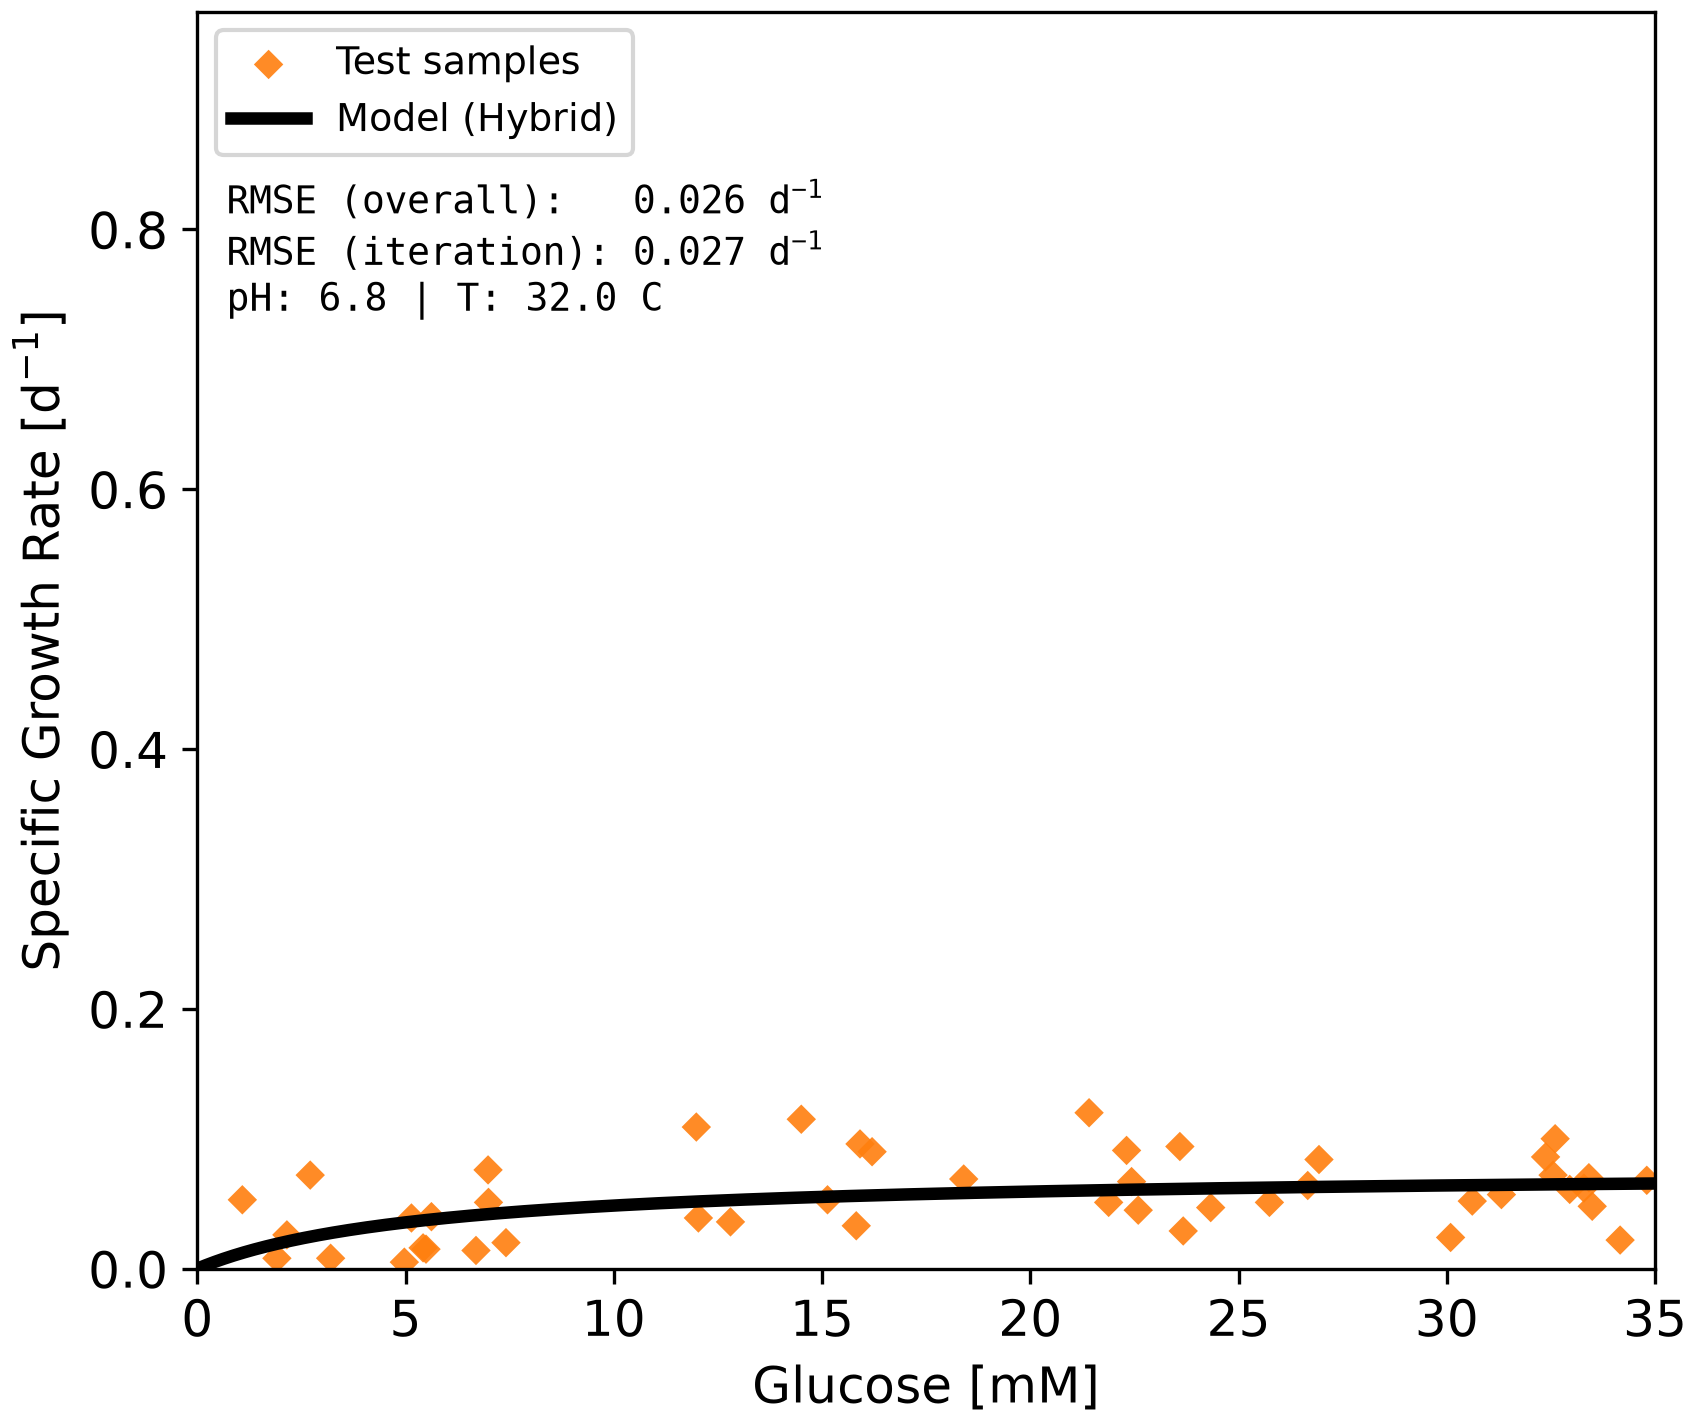 Test samples
Model (Hybrid)
RMSE (overall):   0.026 d⁻¹
RMSE (iteration): 0.027 d⁻¹
pH: 6.8 | T: 32.0 C
Specific Growth Rate [d⁻¹]
0.8
0.6
0.4
0.2
0.0
0 5 10 15 20 25 30 35
Glucose [mM]